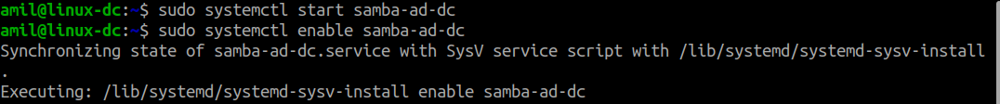 amil@linux-dc:~$ sudo systemctl start samba-ad-dc
amil@linux-dc:~$ sudo systemctl enable samba-ad-dc
Synchronizing state of samba-ad-dc.service with SysV service script with /lib/systemd/systemd-sysv-install
.
Executing: /lib/systemd/systemd-sysv-install enable samba-ad-dc